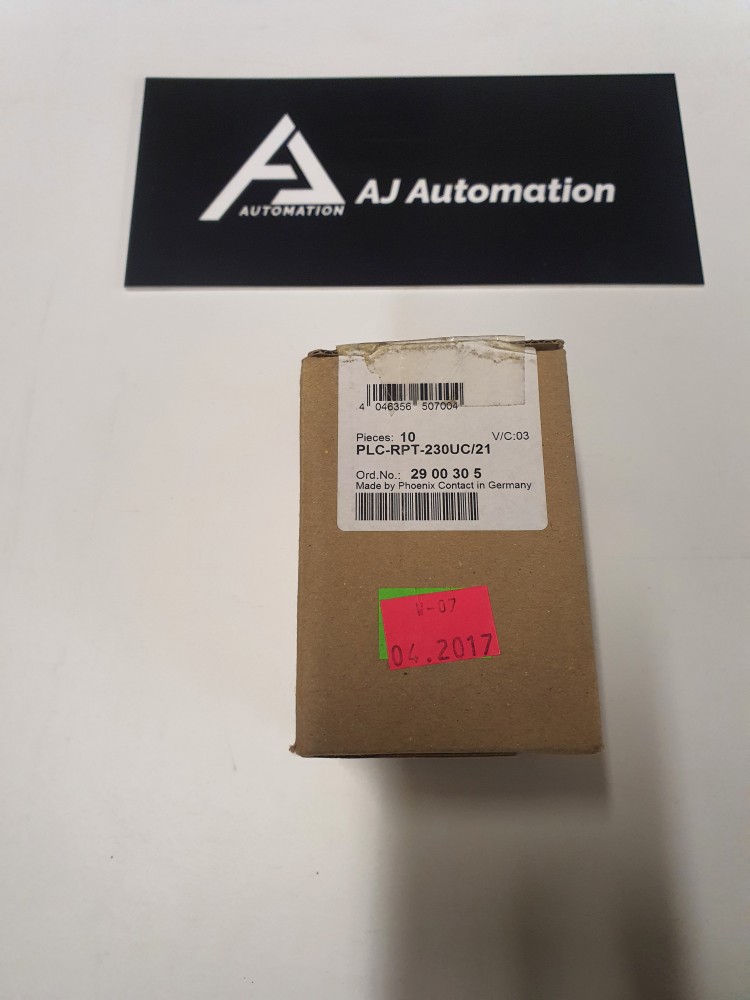 AUTOMATION
AJ Automation
4 046356 507004
Pieces: 10 V/C:03
PLC-RPT-230UC/21
Ord.No.: 29 00 30 5
Made by Phoenix Contact in Germany
W-07
04.2017